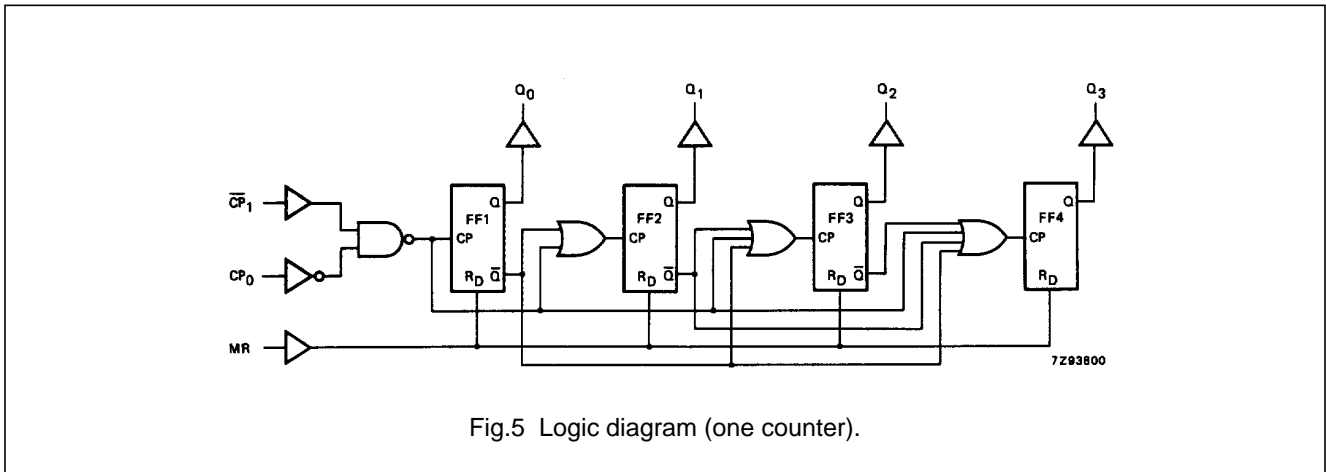 Q0 Q1 Q2 Q3
CP1
CP0
MR
FF1 Q CP RD Q
FF2 Q CP RD Q
FF3 Q CP RD Q
FF4 Q CP RD
7Z93800
Fig.5 Logic diagram (one counter).